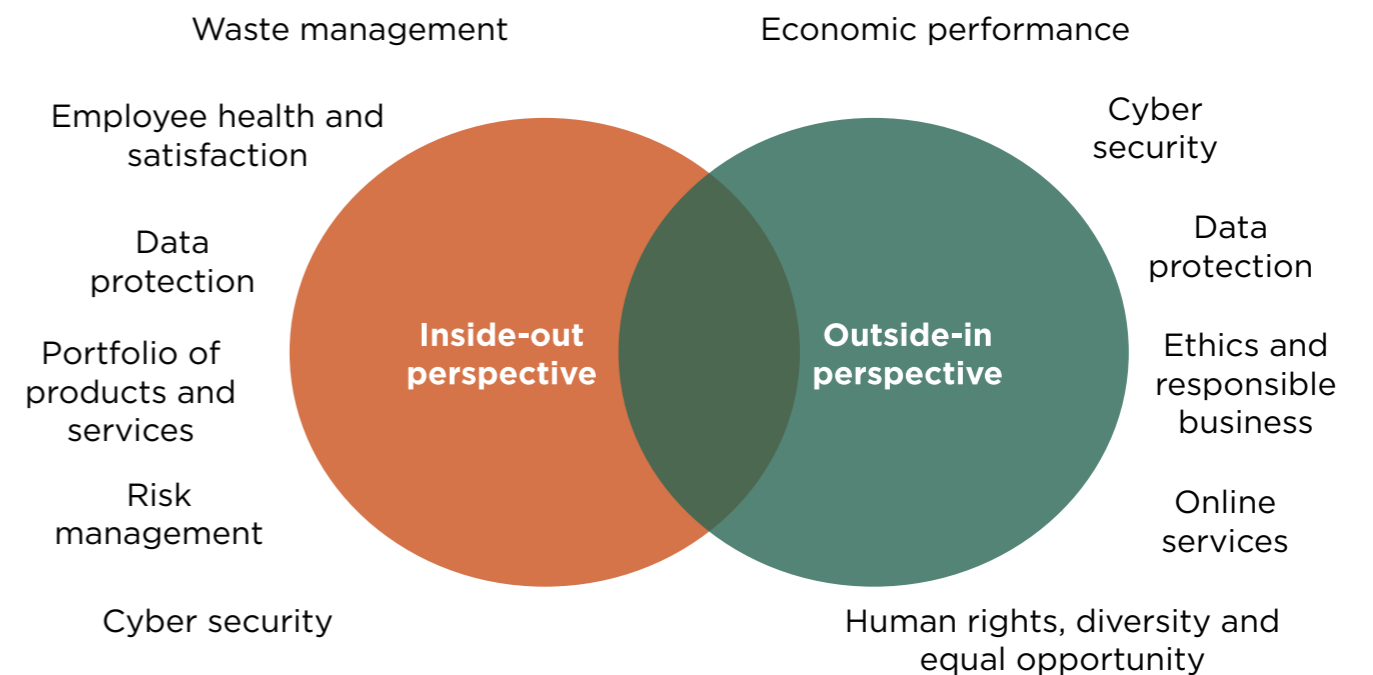 Waste management
Employee health and
satisfaction
Data
protection
Portfolio of
products and
services
Risk
management
Cyber security
Inside-out
perspective
Outside-in
perspective
Economic performance
Cyber
security
Data
protection
Ethics and
responsible
business
Online
services
Human rights, diversity and
equal opportunity